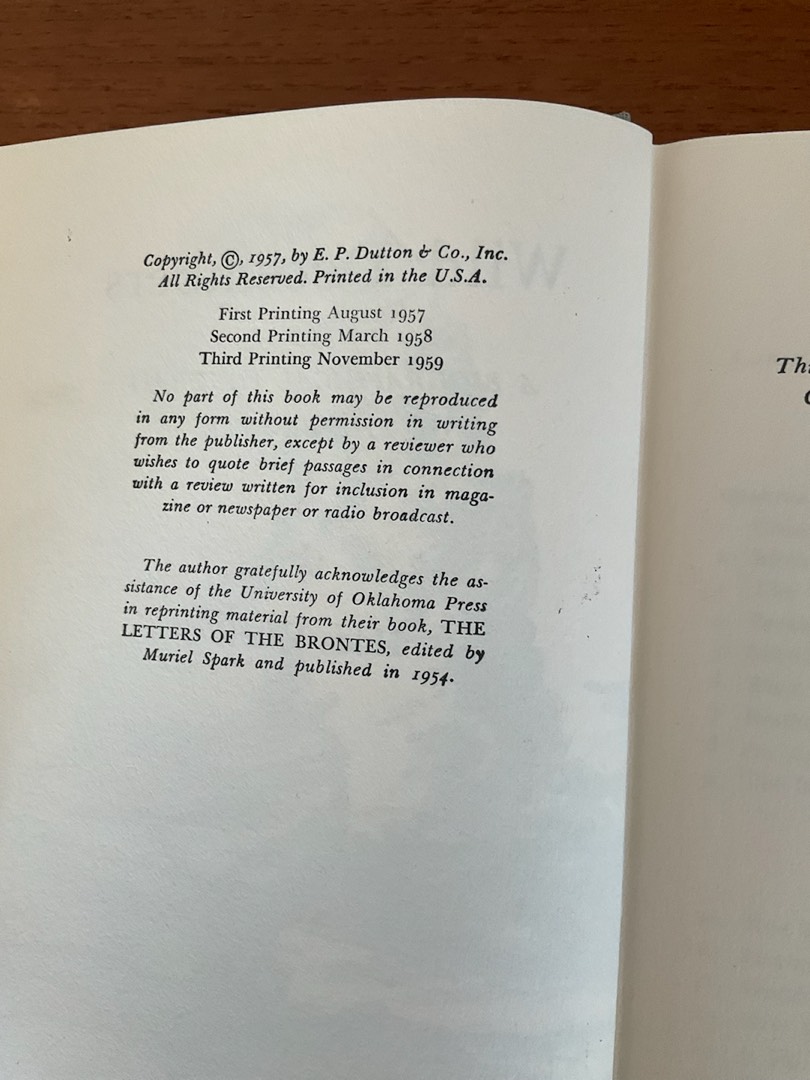 Copyright, ©, 1957, by E. P. Dutton & Co., Inc.
All Rights Reserved. Printed in the U.S.A.
First Printing August 1957
Second Printing March 1958
Third Printing November 1959
No part of this book may be reproduced
in any form without permission in writing
from the publisher, except by a reviewer who
wishes to quote brief passages in connection
with a review written for inclusion in maga-
zine or newspaper or radio broadcast.
The author gratefully acknowledges the as-
sistance of the University of Oklahoma Press
in reprinting material from their book, THE
LETTERS OF THE BRONTES, edited by
Muriel Spark and published in 1954.